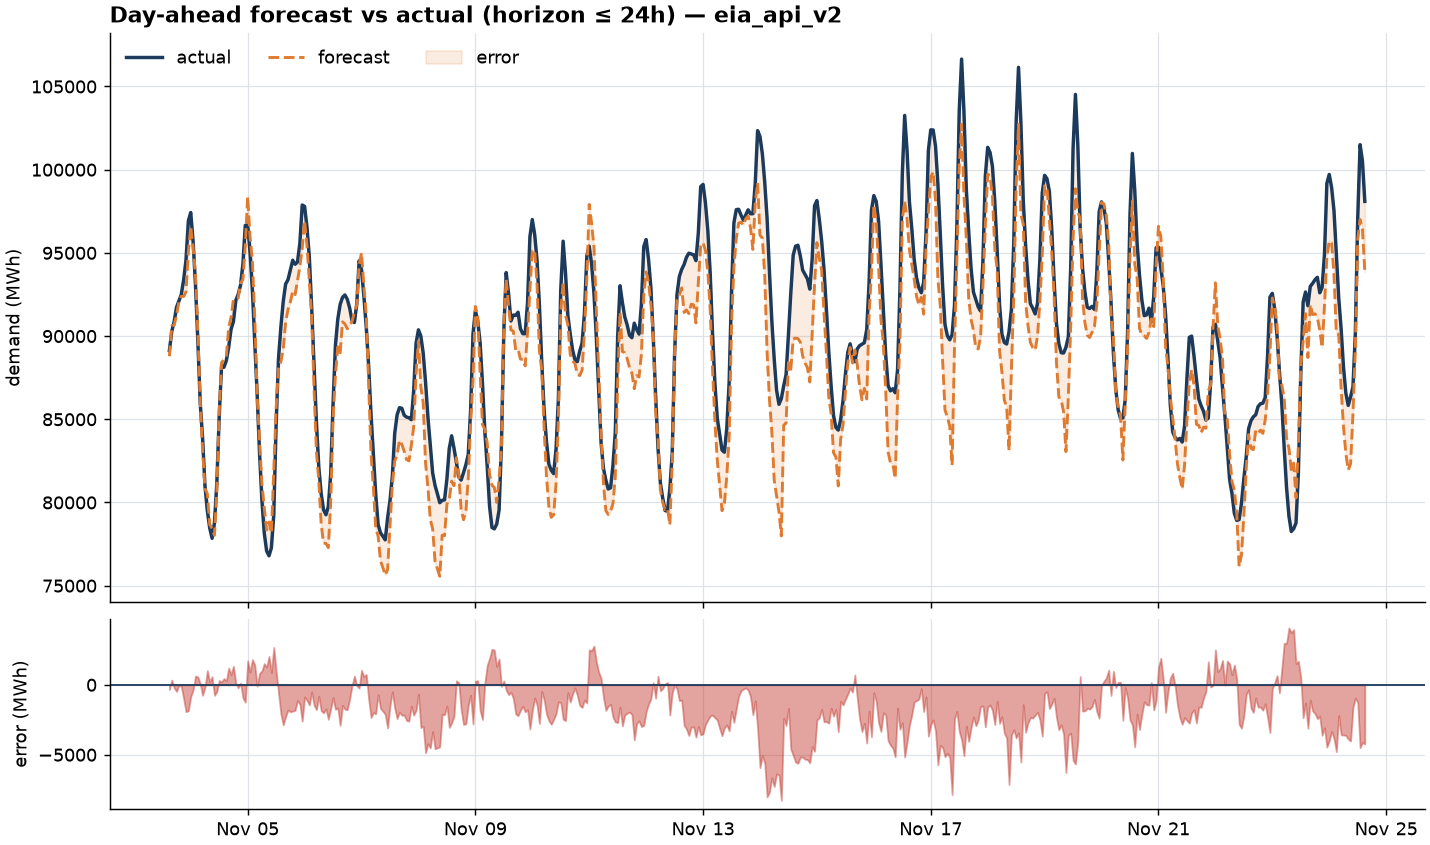 Day-ahead forecast vs actual (horizon ≤ 24h) — eia_api_v2
actual
forecast
error
demand (MWh)
105000
100000
95000
90000
85000
80000
75000
error (MWh)
0
−5000
Nov 05
Nov 09
Nov 13
Nov 17
Nov 21
Nov 25